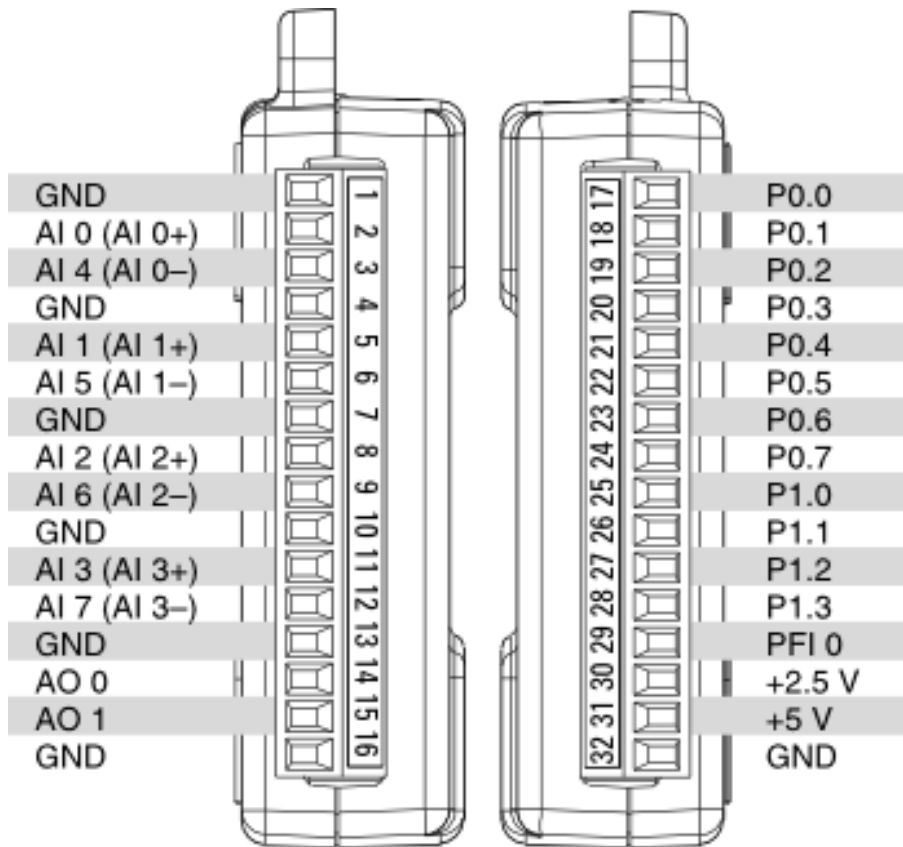 GND 1
AI 0 (AI 0+) 2
AI 4 (AI 0–) 3
GND 4
AI 1 (AI 1+) 5
AI 5 (AI 1–) 6
GND 7
AI 2 (AI 2+) 8
AI 6 (AI 2–) 9
GND 10
AI 3 (AI 3+) 11
AI 7 (AI 3–) 12
GND 13
AO 0 14
AO 1 15
GND 16
17 P0.0
18 P0.1
19 P0.2
20 P0.3
21 P0.4
22 P0.5
23 P0.6
24 P0.7
25 P1.0
26 P1.1
27 P1.2
28 P1.3
29 PFI 0
30 +2.5 V
31 +5 V
32 GND